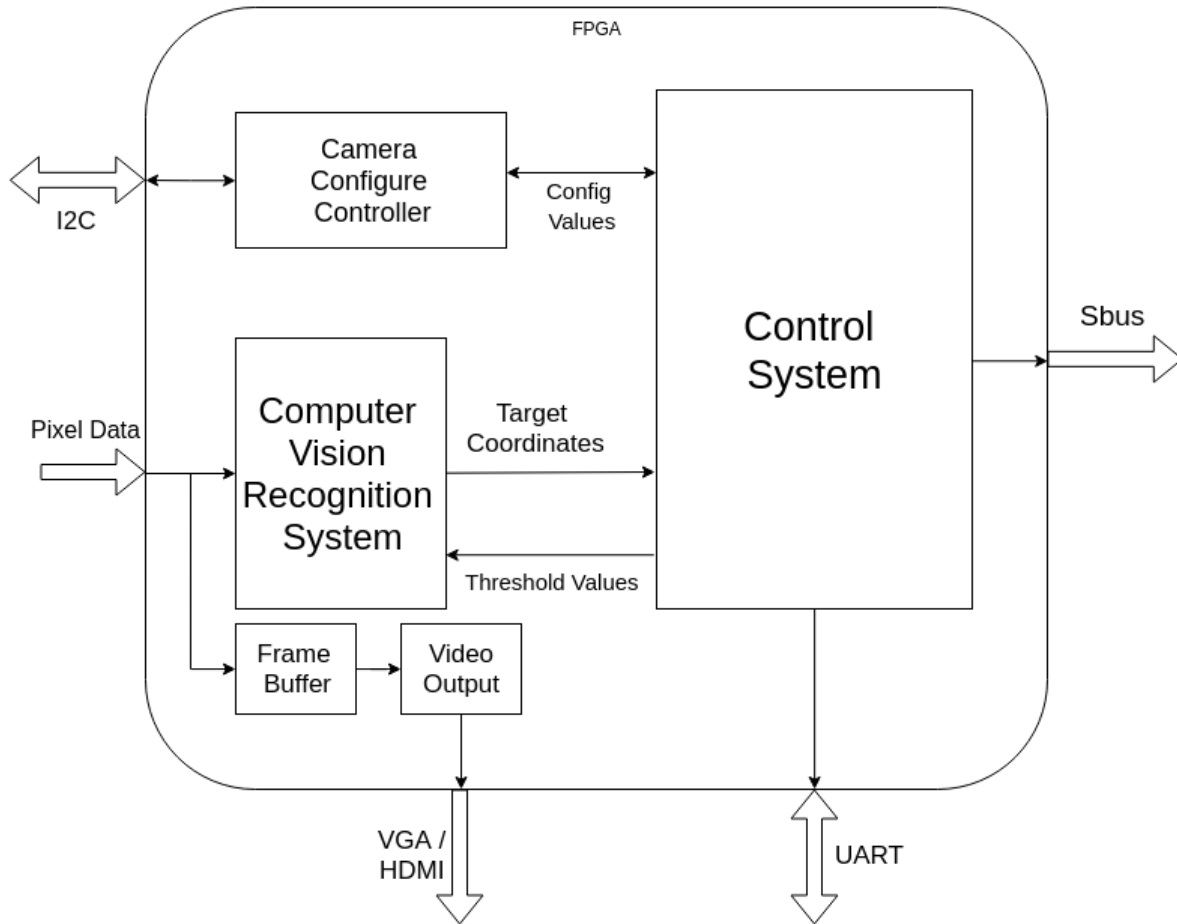 FPGA
Camera
Configure
Controller
I2C
Config
Values
Control
System
Sbus
Computer
Vision
Recognition
System
Pixel Data
Target
Coordinates
Threshold Values
Frame
Buffer
Video
Output
VGA /
HDMI
UART